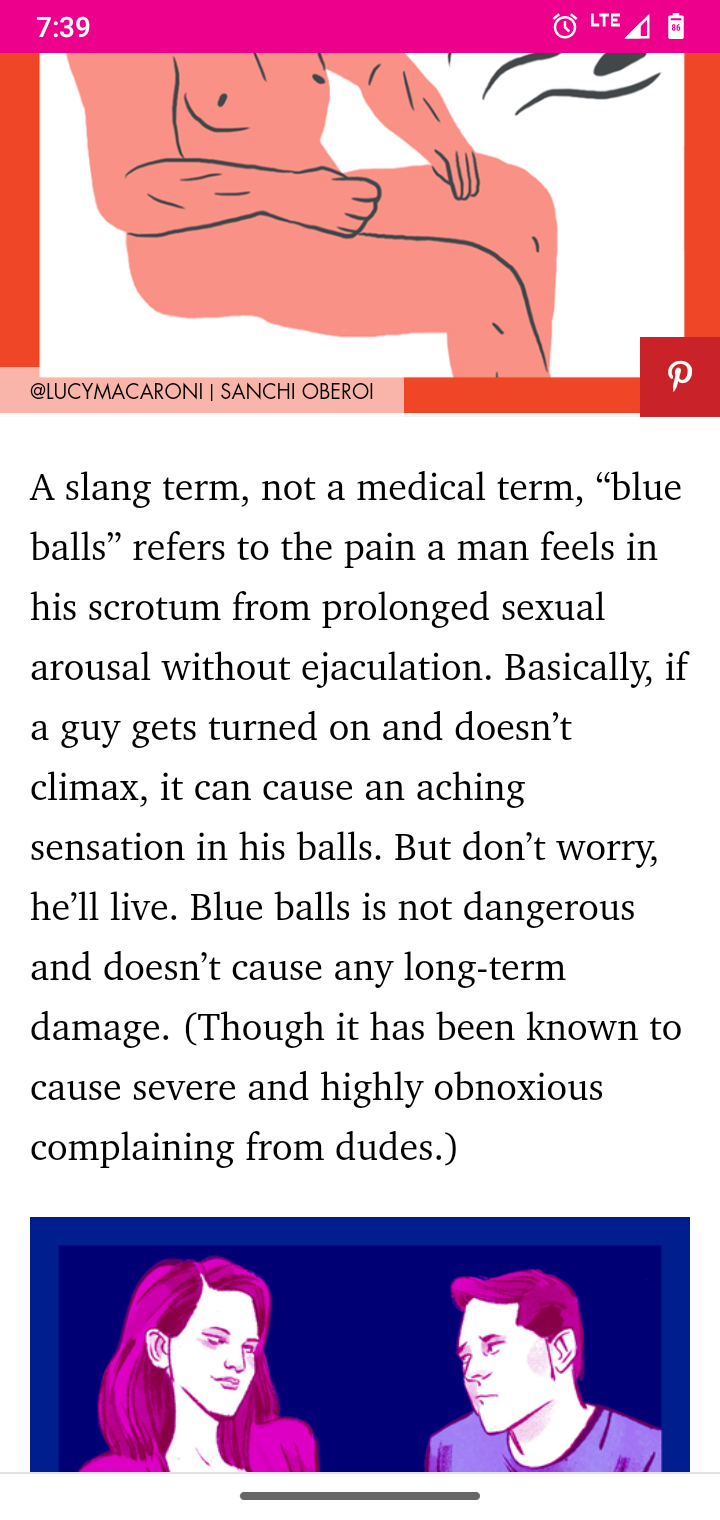 7:39
LTE
86
@LUCYMACARONI | SANCHI OBEROI
A slang term, not a medical term, “blue
balls” refers to the pain a man feels in
his scrotum from prolonged sexual
arousal without ejaculation. Basically, if
a guy gets turned on and doesn’t
climax, it can cause an aching
sensation in his balls. But don’t worry,
he’ll live. Blue balls is not dangerous
and doesn’t cause any long-term
damage. (Though it has been known to
cause severe and highly obnoxious
complaining from dudes.)